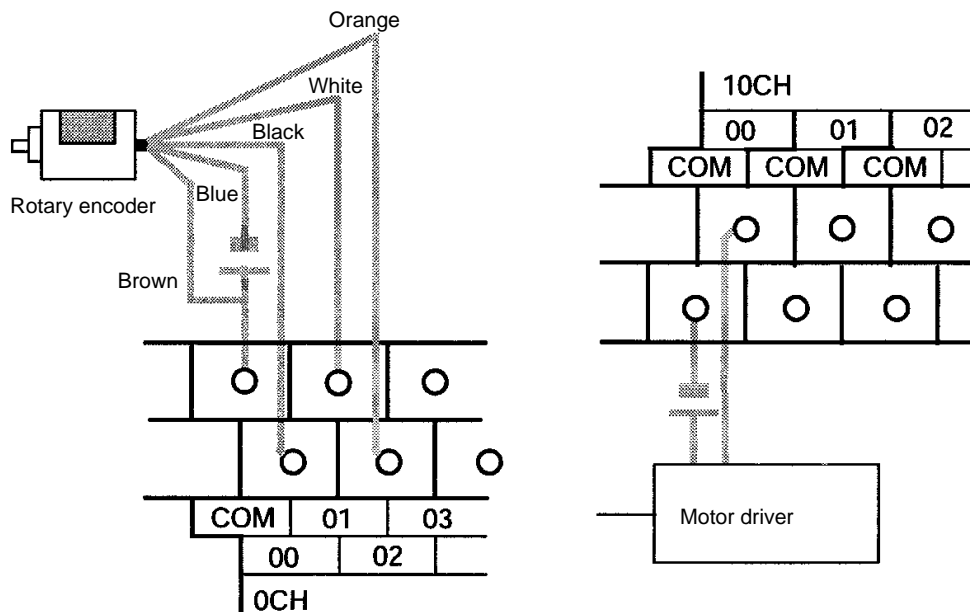 Orange
White
Black
Blue
Rotary encoder
Brown
COM 01 03
00 02
0CH
10CH
00 01 02
COM COM COM
Motor driver